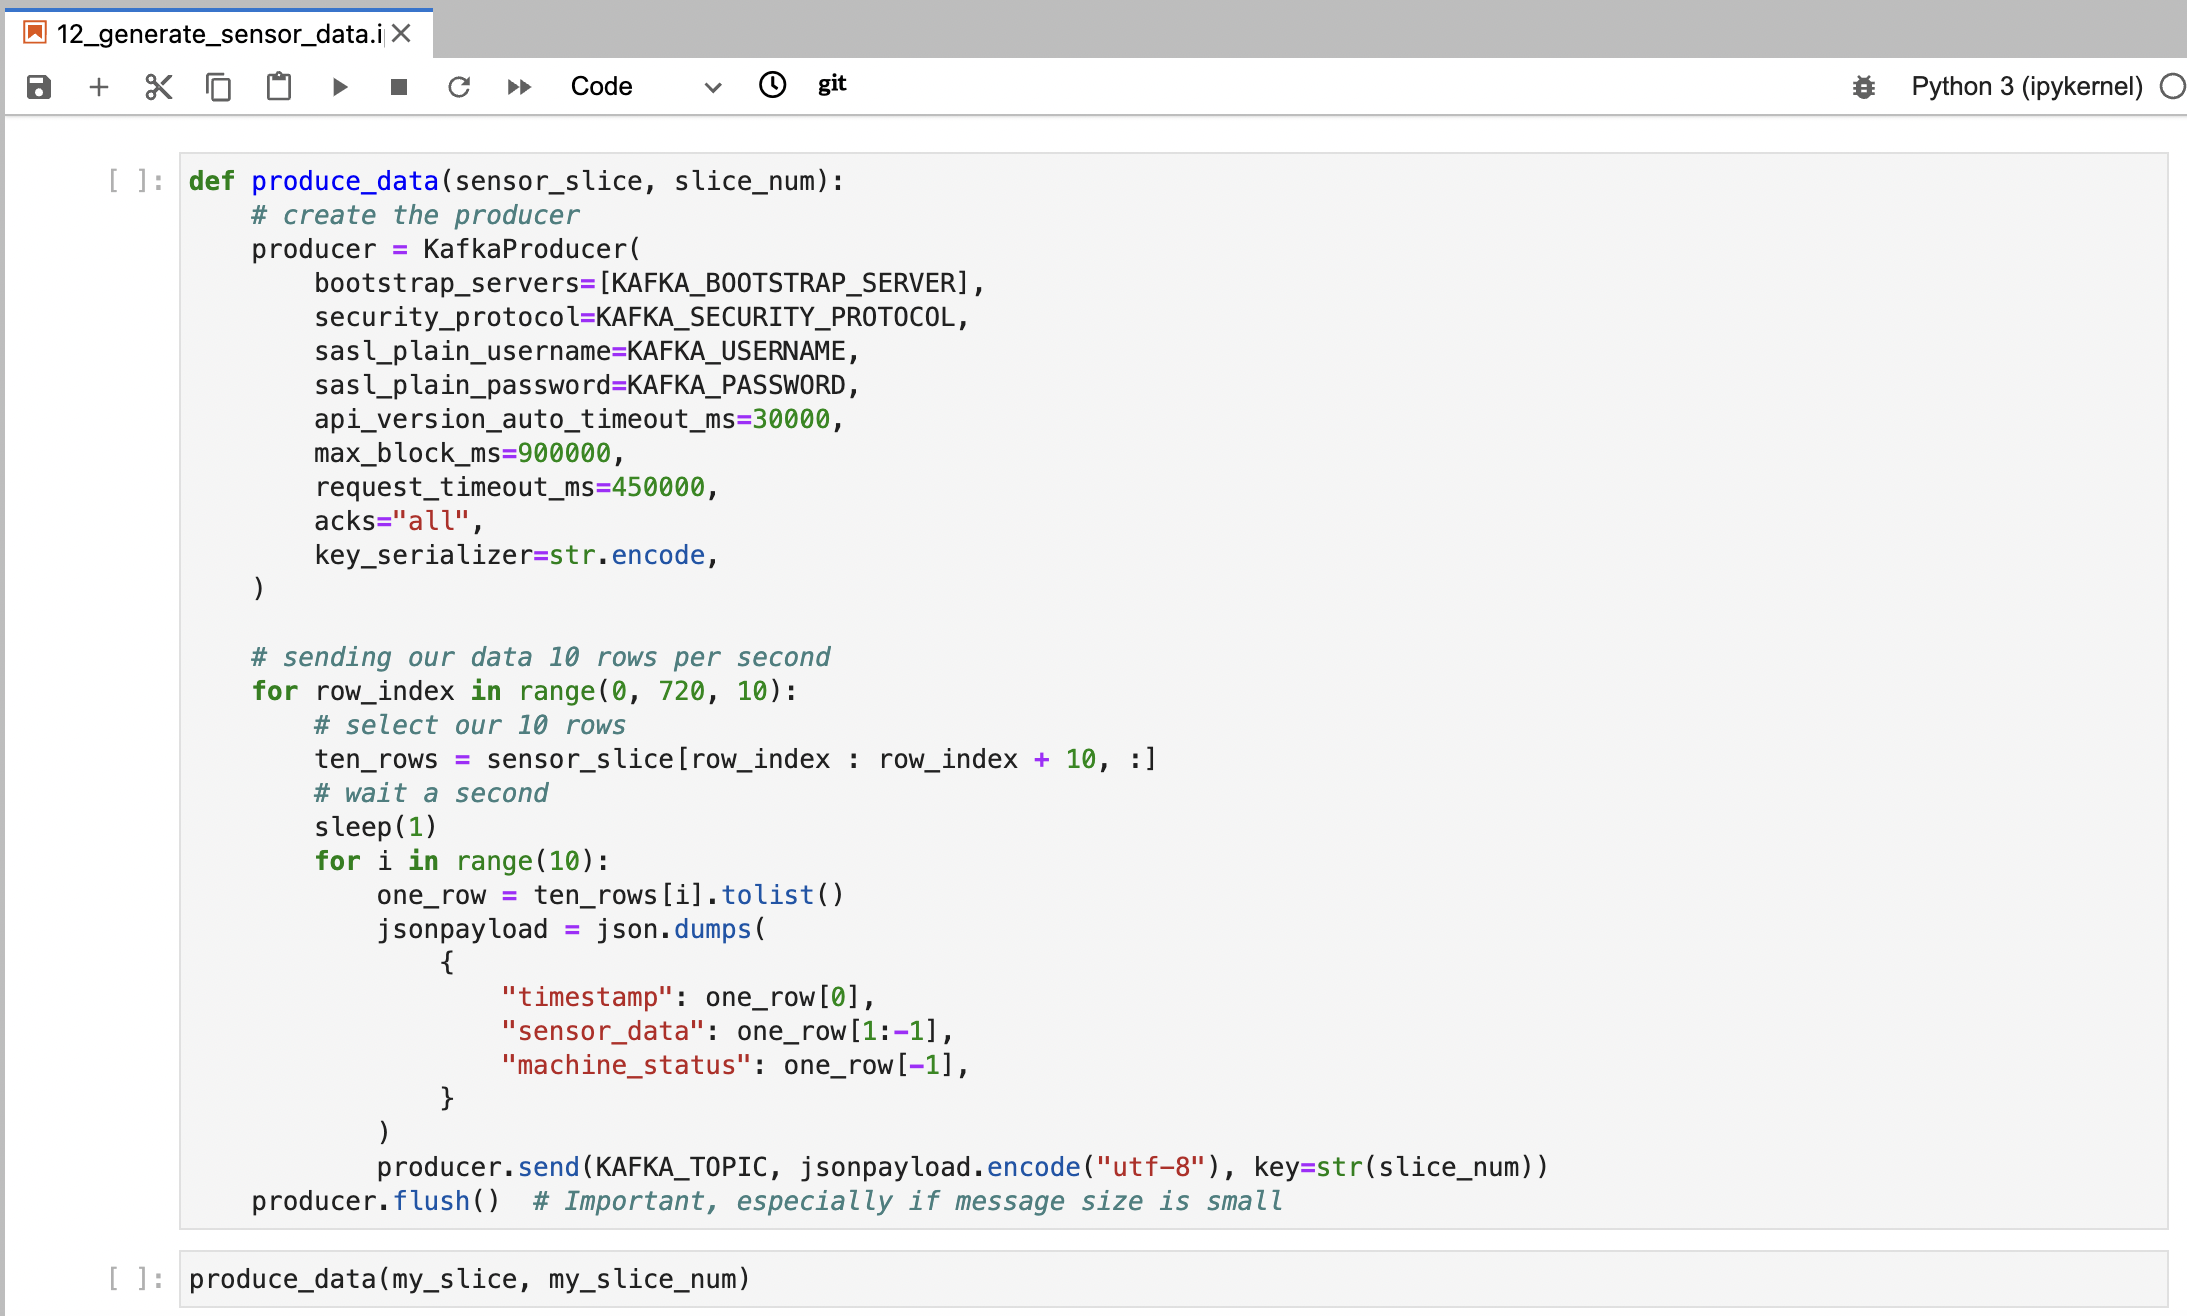 12_generate_sensor_data.i
Code
git
Python 3 (ipykernel)
[ ]:
def produce_data(sensor_slice, slice_num):
    # create the producer
    producer = KafkaProducer(
        bootstrap_servers=[KAFKA_BOOTSTRAP_SERVER],
        security_protocol=KAFKA_SECURITY_PROTOCOL,
        sasl_plain_username=KAFKA_USERNAME,
        sasl_plain_password=KAFKA_PASSWORD,
        api_version_auto_timeout_ms=30000,
        max_block_ms=900000,
        request_timeout_ms=450000,
        acks="all",
        key_serializer=str.encode,
    )
    # sending our data 10 rows per second
    for row_index in range(0, 720, 10):
        # select our 10 rows
        ten_rows = sensor_slice[row_index : row_index + 10, :]
        # wait a second
        sleep(1)
        for i in range(10):
            one_row = ten_rows[i].tolist()
            jsonpayload = json.dumps(
                {
                    "timestamp": one_row[0],
                    "sensor_data": one_row[1:-1],
                    "machine_status": one_row[-1],
                }
            )
            producer.send(KAFKA_TOPIC, jsonpayload.encode("utf-8"), key=str(slice_num))
    producer.flush()  # Important, especially if message size is small
[ ]:
produce_data(my_slice, my_slice_num)